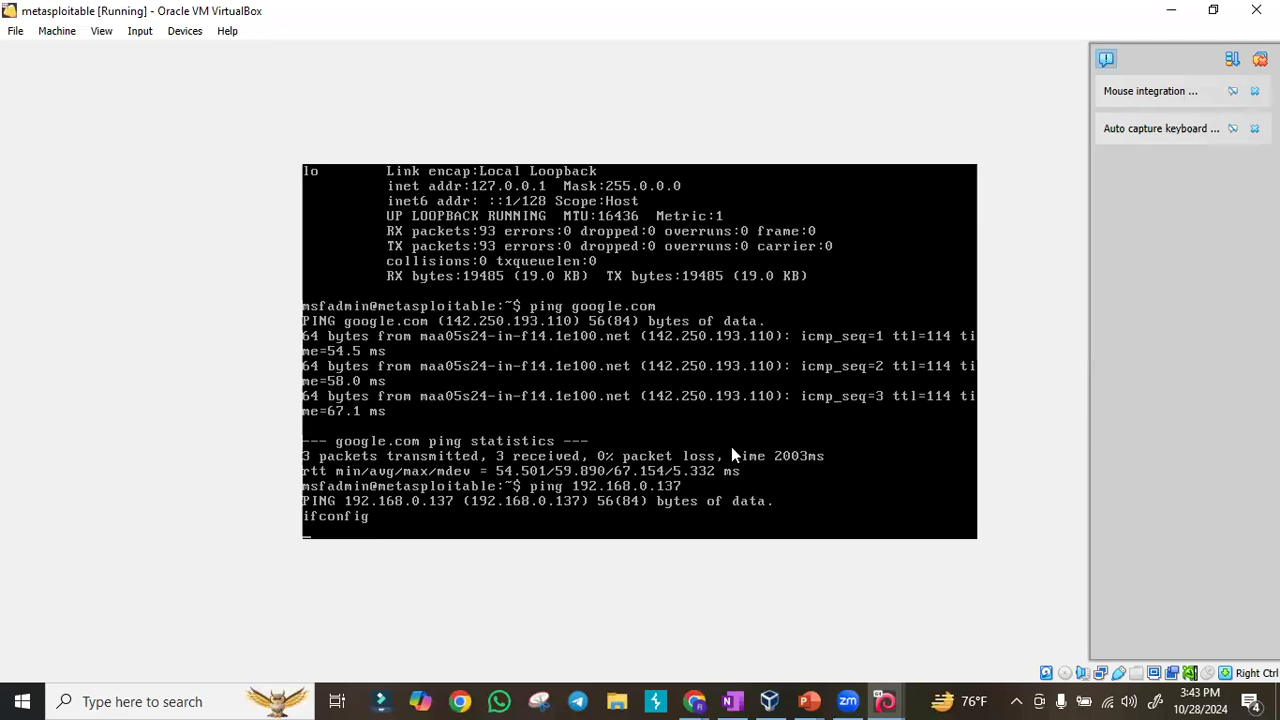 metasploitable [Running] - Oracle VM VirtualBox
File Machine View Input Devices Help
Mouse integration ...
Auto capture keyboard ...
lo Link encap:Local Loopback
inet addr:127.0.0.1 Mask:255.0.0.0
inet6 addr: ::1/128 Scope:Host
UP LOOPBACK RUNNING MTU:16436 Metric:1
RX packets:93 errors:0 dropped:0 overruns:0 frame:0
TX packets:93 errors:0 dropped:0 overruns:0 carrier:0
collisions:0 txqueuelen:0
RX bytes:19485 (19.0 KB) TX bytes:19485 (19.0 KB)
msfadmin@metasploitable:~$ ping google.com
PING google.com (142.250.193.110) 56(84) bytes of data.
64 bytes from maa05s24-in-f14.1e100.net (142.250.193.110): icmp_seq=1 ttl=114 ti
me=54.5 ms
64 bytes from maa05s24-in-f14.1e100.net (142.250.193.110): icmp_seq=2 ttl=114 ti
me=58.0 ms
64 bytes from maa05s24-in-f14.1e100.net (142.250.193.110): icmp_seq=3 ttl=114 ti
me=67.1 ms
--- google.com ping statistics ---
3 packets transmitted, 3 received, 0% packet loss, time 2003ms
rtt min/avg/max/mdev = 54.501/59.890/67.154/5.332 ms
msfadmin@metasploitable:~$ ping 192.168.0.137
PING 192.168.0.137 (192.168.0.137) 56(84) bytes of data.
ifconfig
_
Right Ctrl
Type here to search
76°F
3:43 PM
10/28/2024
4